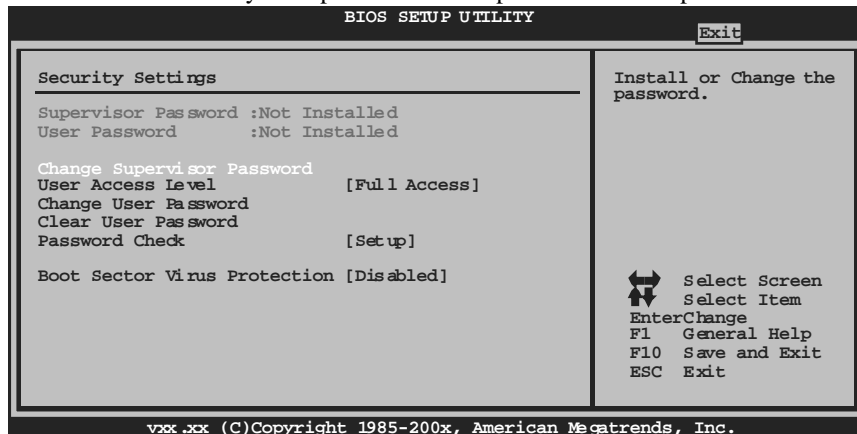 BIOS SETUP UTILITY
Exit
Security Settings
Supervisor Password :Not Installed
User Password :Not Installed
Change Supervisor Password
User Access Level [Full Access]
Change User Password
Clear User Password
Password Check [Setup]
Boot Sector Virus Protection [Disabled]
Install or Change the
password.
Select Screen
Select Item
EnterChange
F1 General Help
F10 Save and Exit
ESC Exit
vxx.xx (C)Copyright 1985-200x, American Megatrends, Inc.